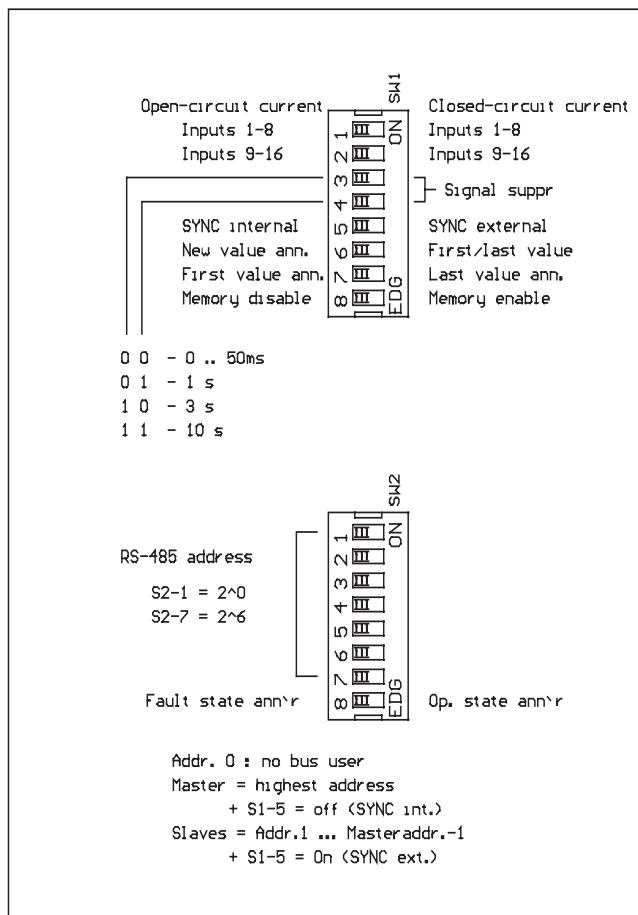 SW1
Open-circuit current Closed-circuit current
Inputs 1-8 1 ON Inputs 1-8
Inputs 9-16 2 Inputs 9-16
3
Signal suppr
4
SYNC internal 5 SYNC external
New value ann. 6 First/last value
First value ann. 7 Last value ann.
Memory disable 8 EDG Memory enable
0 0 - 0 .. 50ms
0 1 - 1 s
1 0 - 3 s
1 1 - 10 s
SW2
1 ON
RS-485 address 2
3
S2-1 = 2^0 4
S2-7 = 2^6 5
6
7
Fault state ann`r 8 EDG Op. state ann`r
Addr. 0 : no bus user
Master = highest address
+ S1-5 = off (SYNC int.)
Slaves = Addr.1 ... Masteraddr.-1
+ S1-5 = On (SYNC ext.)